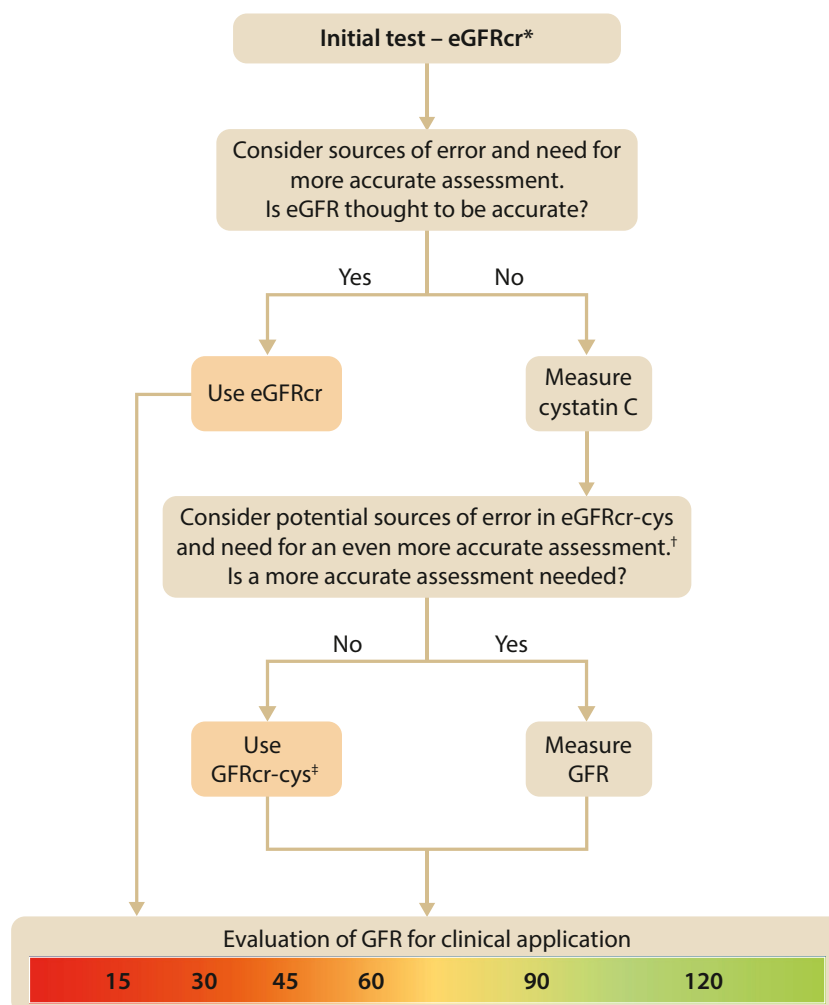 Initial test – eGFRcr*
Consider sources of error and need for
more accurate assessment.
Is eGFR thought to be accurate?
Yes
No
Use eGFRcr
Measure
cystatin C
Consider potential sources of error in eGFRcr-cys
and need for an even more accurate assessment.†
Is a more accurate assessment needed?
No
Yes
Use
GFRcr-cys‡
Measure
GFR
Evaluation of GFR for clinical application
15 30 45 60 90 120